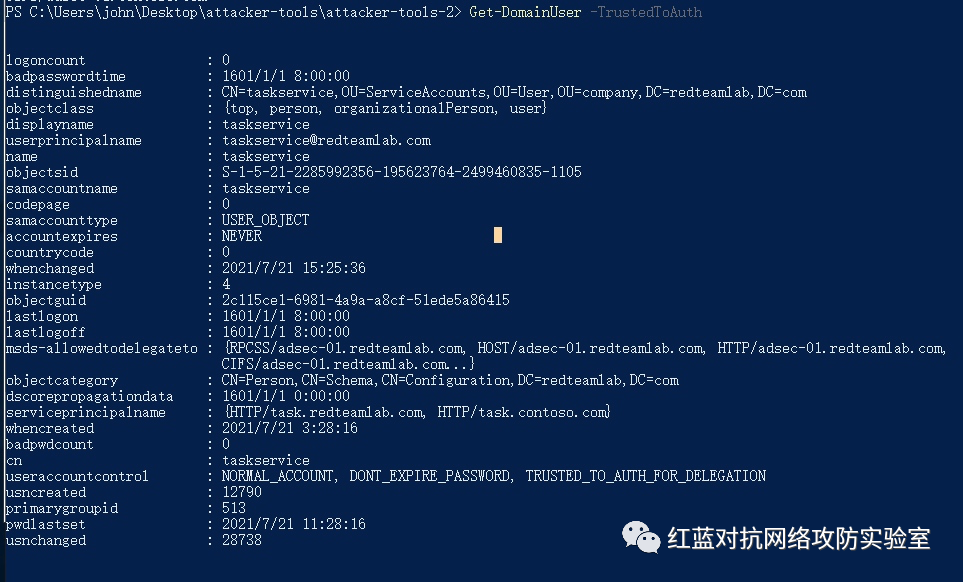 PS C:\Users\john\Desktop\attacker-tools\attacker-tools-2> Get-DomainUser -TrustedToAuth
logoncount : 0
badpasswordtime : 1601/1/1 8:00:00
distinguishedname : CN=taskservice,OU=ServiceAccounts,OU=User,OU=company,DC=redteamlab,DC=com
objectclass : {top, person, organizationalPerson, user}
displayname : taskservice
userprincipalname : taskservice@redteamlab.com
name : taskservice
objectsid : S-1-5-21-2285992356-195623764-2499460835-1105
samaccountname : taskservice
codepage : 0
samaccounttype : USER_OBJECT
accountexpires : NEVER
countrycode : 0
whenchanged : 2021/7/21 15:25:36
instancetype : 4
objectguid : 2c115ce1-6981-4a9a-a8cf-51ede5a86415
lastlogon : 1601/1/1 8:00:00
lastlogoff : 1601/1/1 8:00:00
msds-allowedtodelegateto : {RPCSS/adsec-01.redteamlab.com, HOST/adsec-01.redteamlab.com, HTTP/adsec-01.redteamlab.com,
CIFS/adsec-01.redteamlab.com...}
objectcategory : CN=Person,CN=Schema,CN=Configuration,DC=redteamlab,DC=com
dscorepropagationdata : 1601/1/1 0:00:00
serviceprincipalname : {HTTP/task.redteamlab.com, HTTP/task.contoso.com}
whencreated : 2021/7/21 3:28:16
badpwdcount : 0
cn : taskservice
useraccountcontrol : NORMAL_ACCOUNT, DONT_EXPIRE_PASSWORD, TRUSTED_TO_AUTH_FOR_DELEGATION
usncreated : 12790
primarygroupid : 513
pwdlastset : 2021/7/21 11:28:16
usnchanged : 28738
红蓝对抗网络攻防实验室